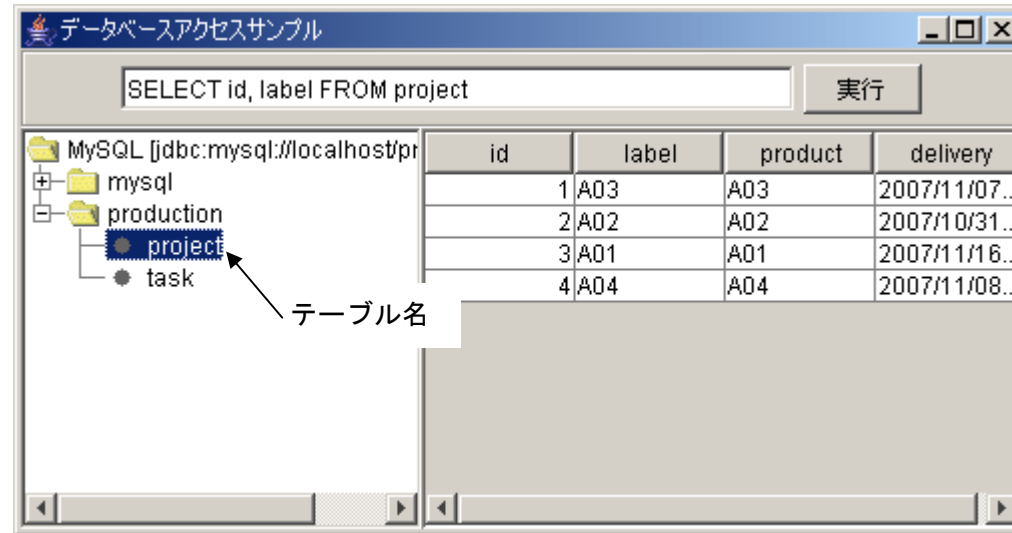 データベースアクセスサンプル
SELECT id, label FROM project
実行
MySQL [jdbc:mysql://localhost/pr
mysql
production
project
task
テーブル名
id label product delivery
1 A03 A03 2007/11/07...
2 A02 A02 2007/10/31...
3 A01 A01 2007/11/16...
4 A04 A04 2007/11/08...